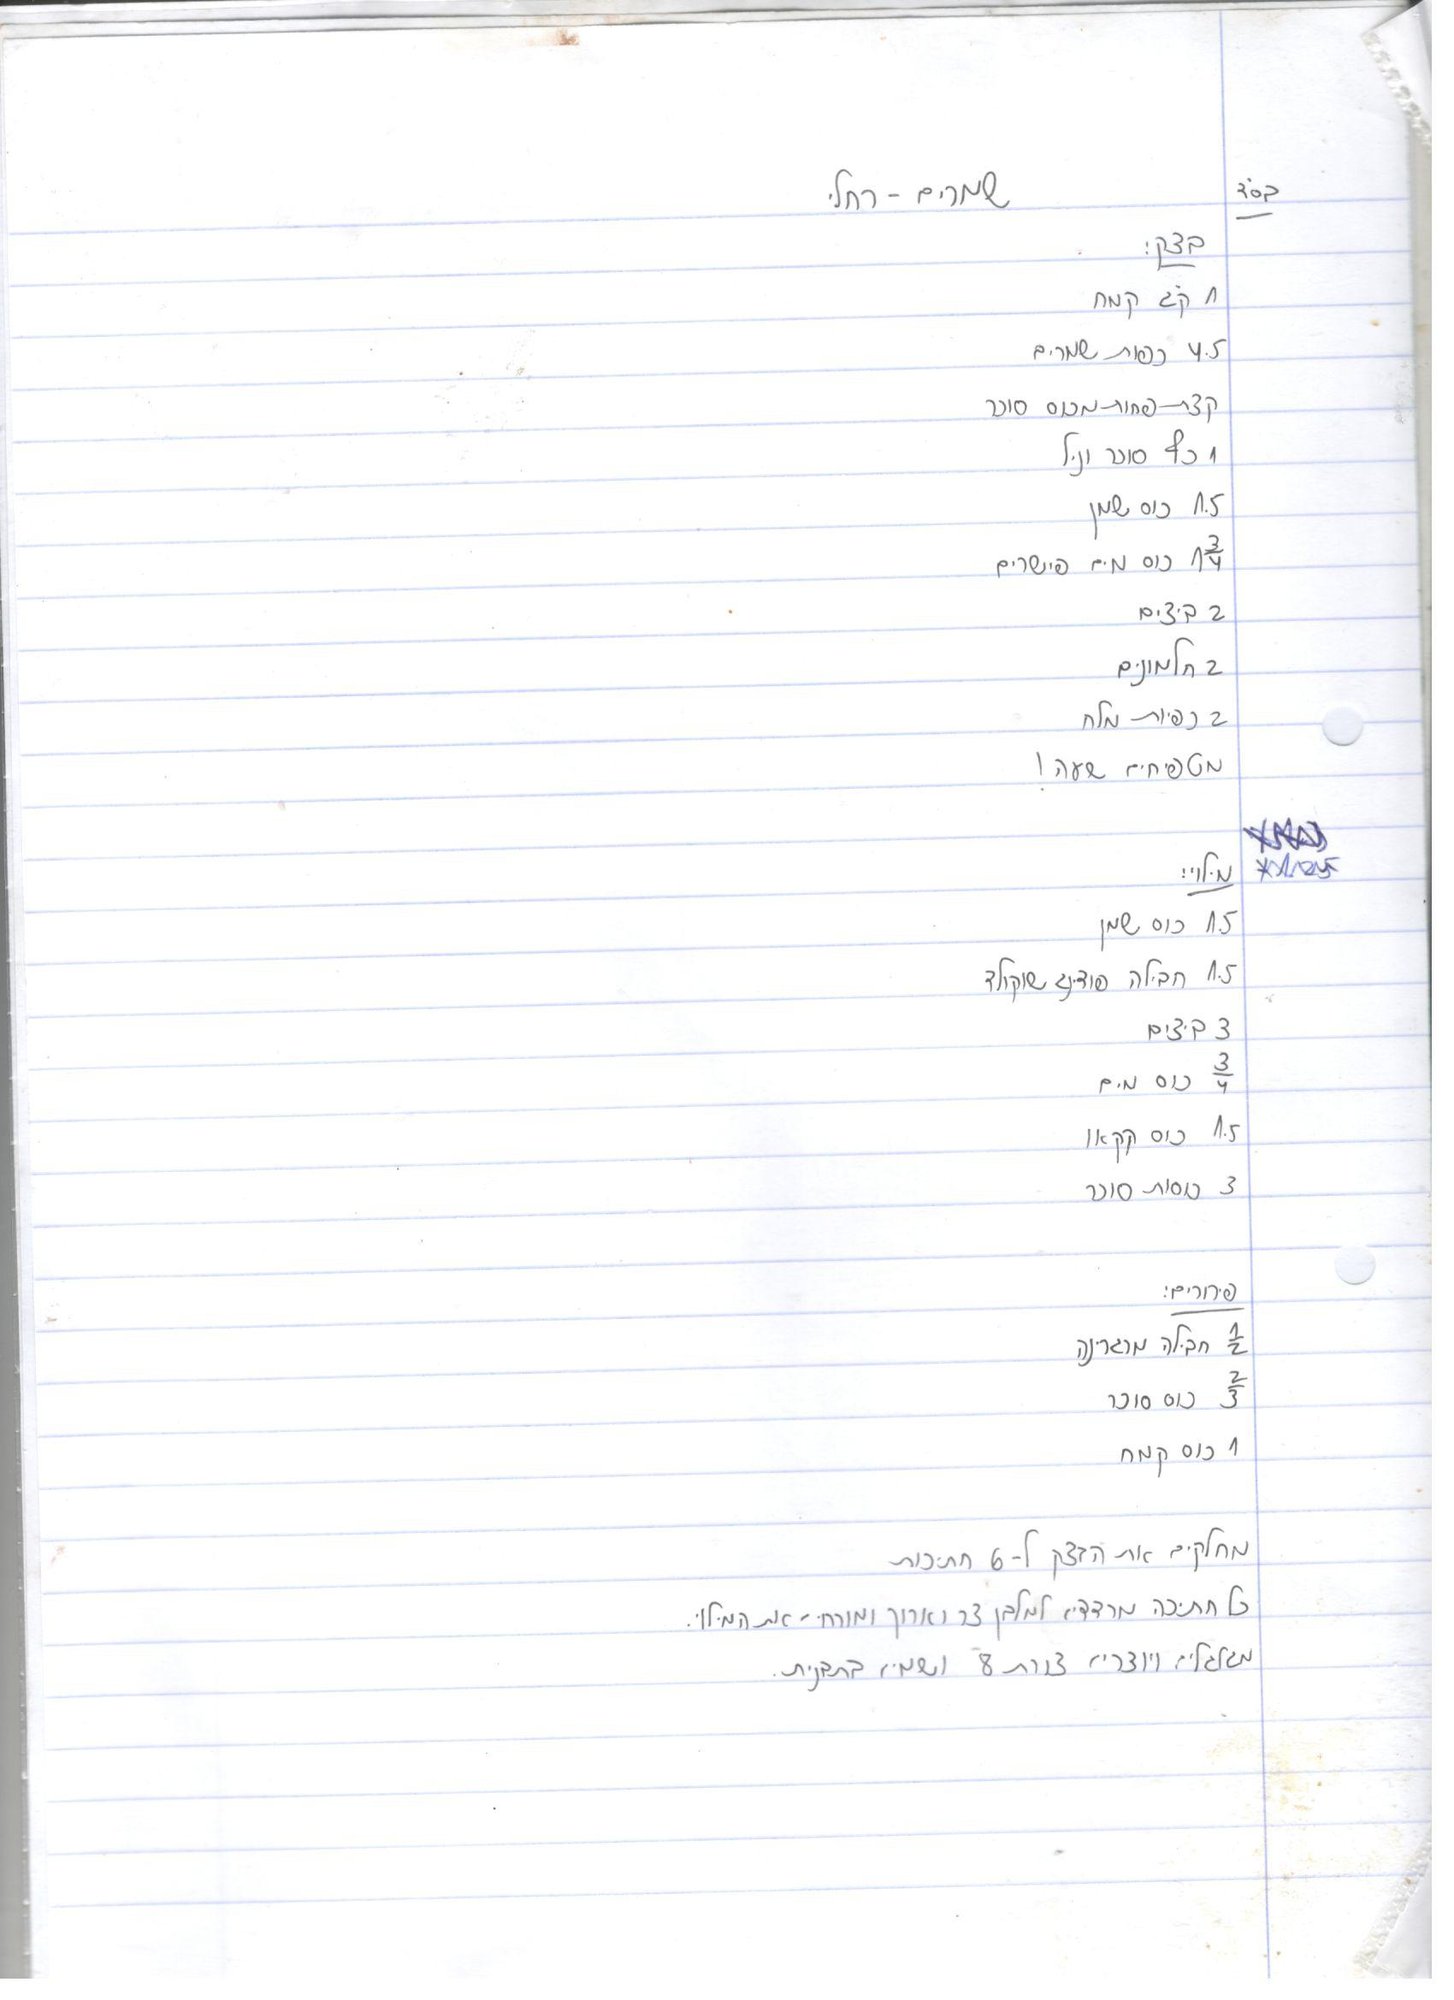 בס"ד
שמרים - רחלי
בצק:
1 ק"ג קמח
4.5 כפות שמרים
קצת פחות מכוס סוכר
1 כף סוכר וניל
1.5 כוס שמן
1 3/4 כוס מים פושרים
2 ביצים
2 חלמונים
2 כפיות מלח
מטפיחים שעה!
מילוי:
1.5 כוס שמן
1.5 חבילה פודינג שוקולד
3 ביצים
3/4 כוס מים
1.5 כוס קקאו
3 כוסות סוכר
פירורים:
1/2 חבילה מרגרינה
2/3 כוס סוכר
1 כוס קמח
מחלקים את הבצק ל-6 חתיכות
כל חתיכה מרדדים למלבן צר וארוך ומורחים את המילוי.
מגלגלים ויוצרים צורת 8 ושמים בתבנית.